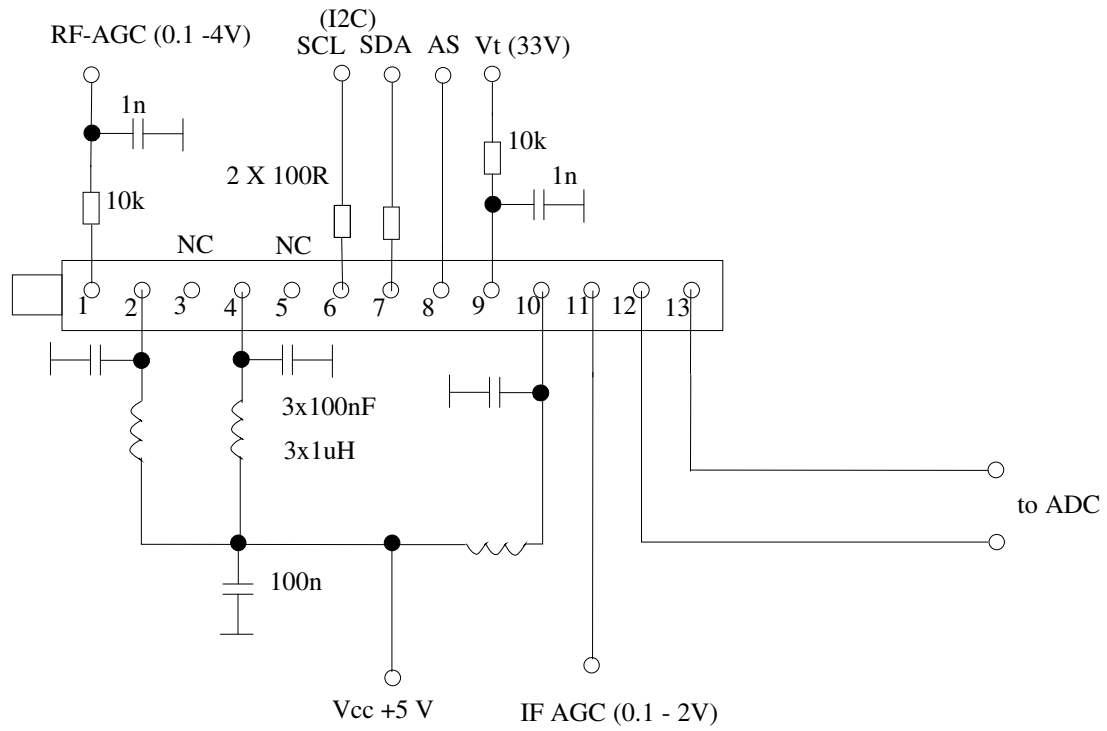 (I2C)
RF-AGC (0.1 -4V)
SCL SDA AS Vt (33V)
1n
10k
2 X 100R
1n
10k
NC NC
1 2 3 4 5 6 7 8 9 10 11 12 13
3x100nF
3x1uH
to ADC
100n
Vcc +5 V
IF AGC (0.1 - 2V)